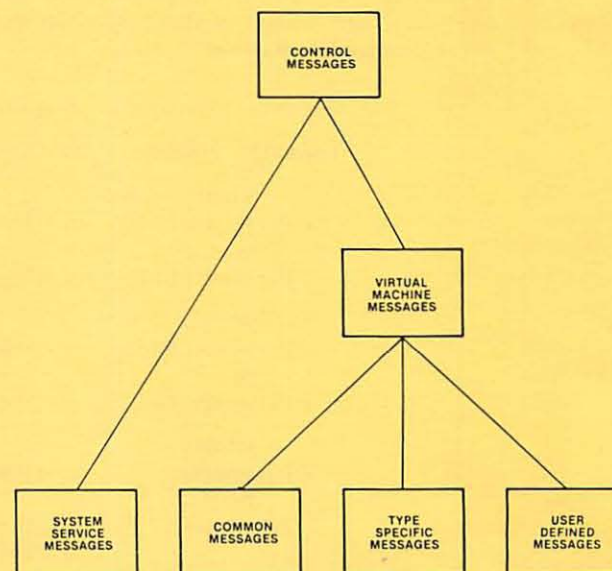 CONTROL
MESSAGES
VIRTUAL
MACHINE
MESSAGES
SYSTEM
SERVICE
MESSAGES
COMMON
MESSAGES
TYPE
SPECIFIC
MESSAGES
USER
DEFINED
MESSAGES